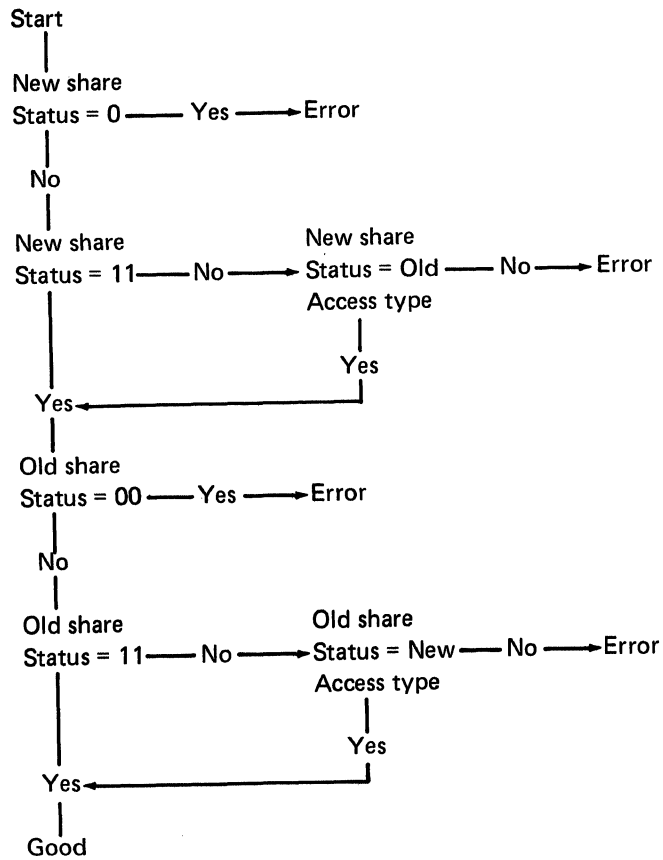 Start
New share
Status = 0 Yes Error
No
New share
Status = 11 No
New share
Status = Old No Error
Access type
Yes
Yes
Old share
Status = 00 Yes Error
No
Old share
Status = 11 No
Old share
Status = New No Error
Access type
Yes
Yes
Good